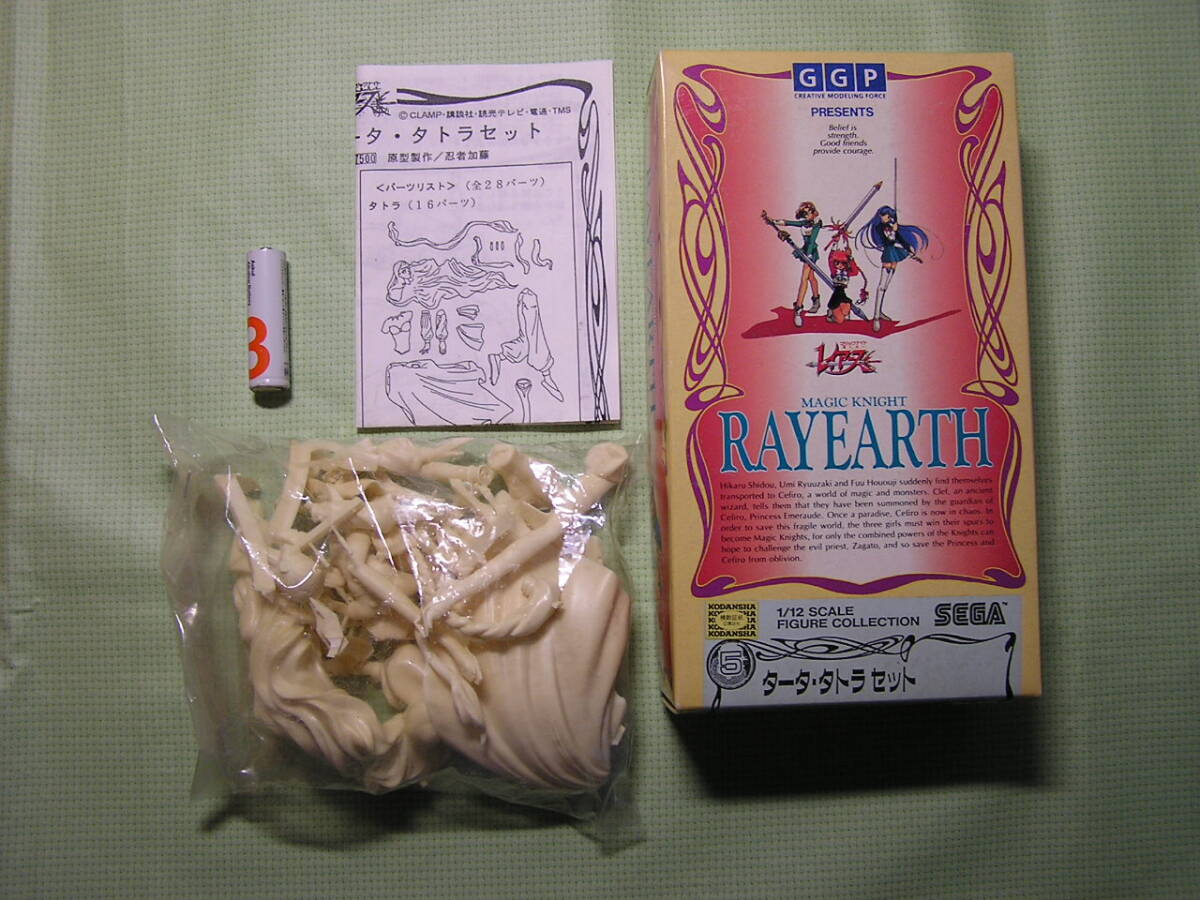 ©CLAMP・講談社・読売テレビ・電通・TMS
ータ・タトラセット
500 原型製作/忍者加藤
<パーツリスト> (全28パーツ)
タトラ (16パーツ)
3
GGP
CREATIVE MODELING FORCE
PRESENTS
Belief is
strength.
Good friends
provide courage.
レイアース
MAGIC KNIGHT
RAYEARTH
Hikaru Shidou, Umi Ryuuzaki and Fuu Hououji suddenly find themselves
transported to Cefiro, a world of magic and monsters. Clef, an ancient
wizard, tells them that they have been summoned by the guardian of
Cefiro, Princess Emeraude. Once a paradise, Cefiro is now in chaos. In
order to save this fragile world, the three girls must win their spurs to
become Magic Knights, for only the combined powers of the Knights can
hope to challenge the evil priest, Zagato, and so save the Princess and
Cefiro from oblivion.
KODANSHA
KODANSHA
1/12 SCALE
FIGURE COLLECTION
SEGA
5
タータ・タトラ セット